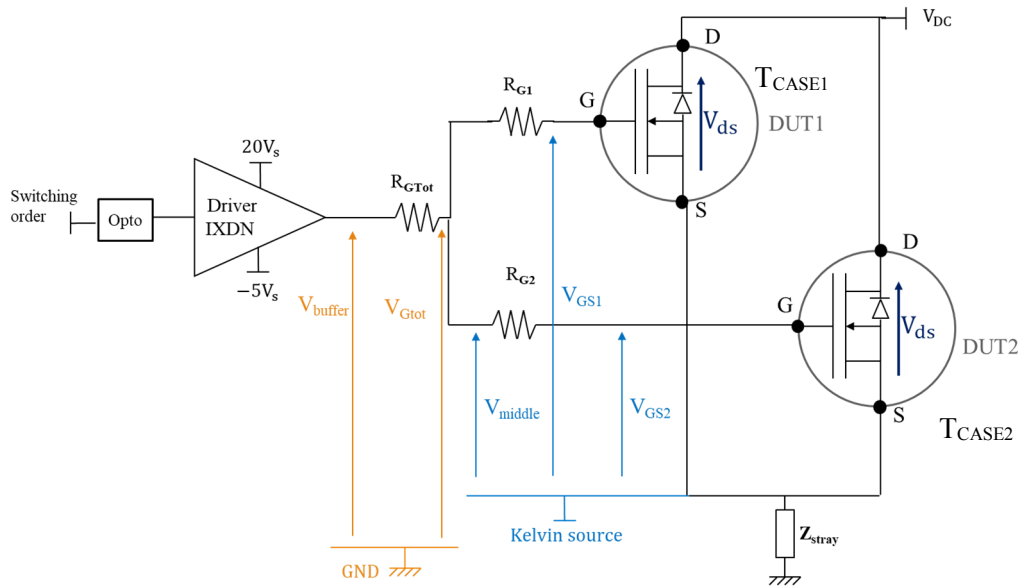 V_DC
D
R_G1
T_CASE1
G
V_ds
DUT1
20V_s
R_GTot
Switching
order
Opto
Driver
IXDN
S
−5V_s
R_G2
D
V_buffer
V_Gtot
V_GS1
G
V_ds
DUT2
V_middle
V_GS2
S
T_CASE2
Kelvin source
Z_stray
GND